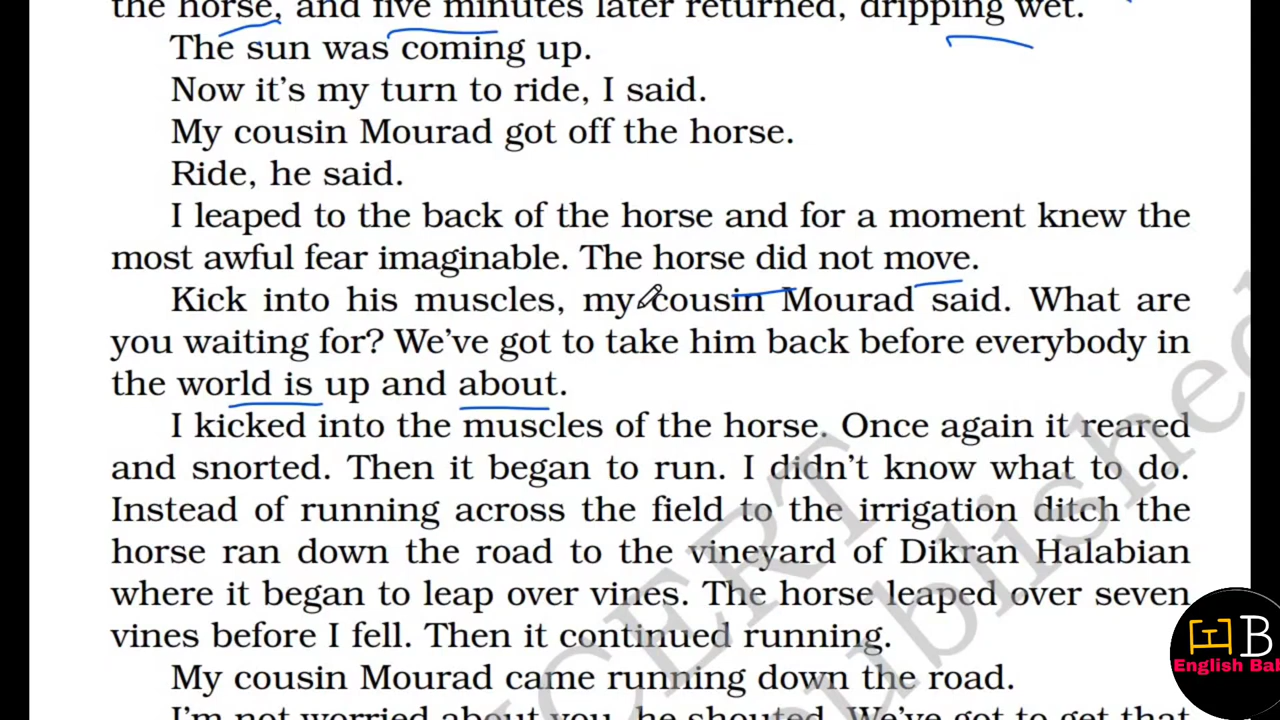 the horse, and five minutes later returned, dripping wet.
The sun was coming up.
Now it's my turn to ride, I said.
My cousin Mourad got off the horse.
Ride, he said.
I leaped to the back of the horse and for a moment knew the
most awful fear imaginable. The horse did not move.
Kick into his muscles, my cousin Mourad said. What are
you waiting for? We've got to take him back before everybody in
the world is up and about.
I kicked into the muscles of the horse. Once again it reared
and snorted. Then it began to run. I didn't know what to do.
Instead of running across the field to the irrigation ditch the
horse ran down the road to the vineyard of Dikran Halabian
where it began to leap over vines. The horse leaped over seven
vines before I fell. Then it continued running.
My cousin Mourad came running down the road.
I'm not worried about you, he shouted. We've got to get that
NCERT
published
EB
English Bab